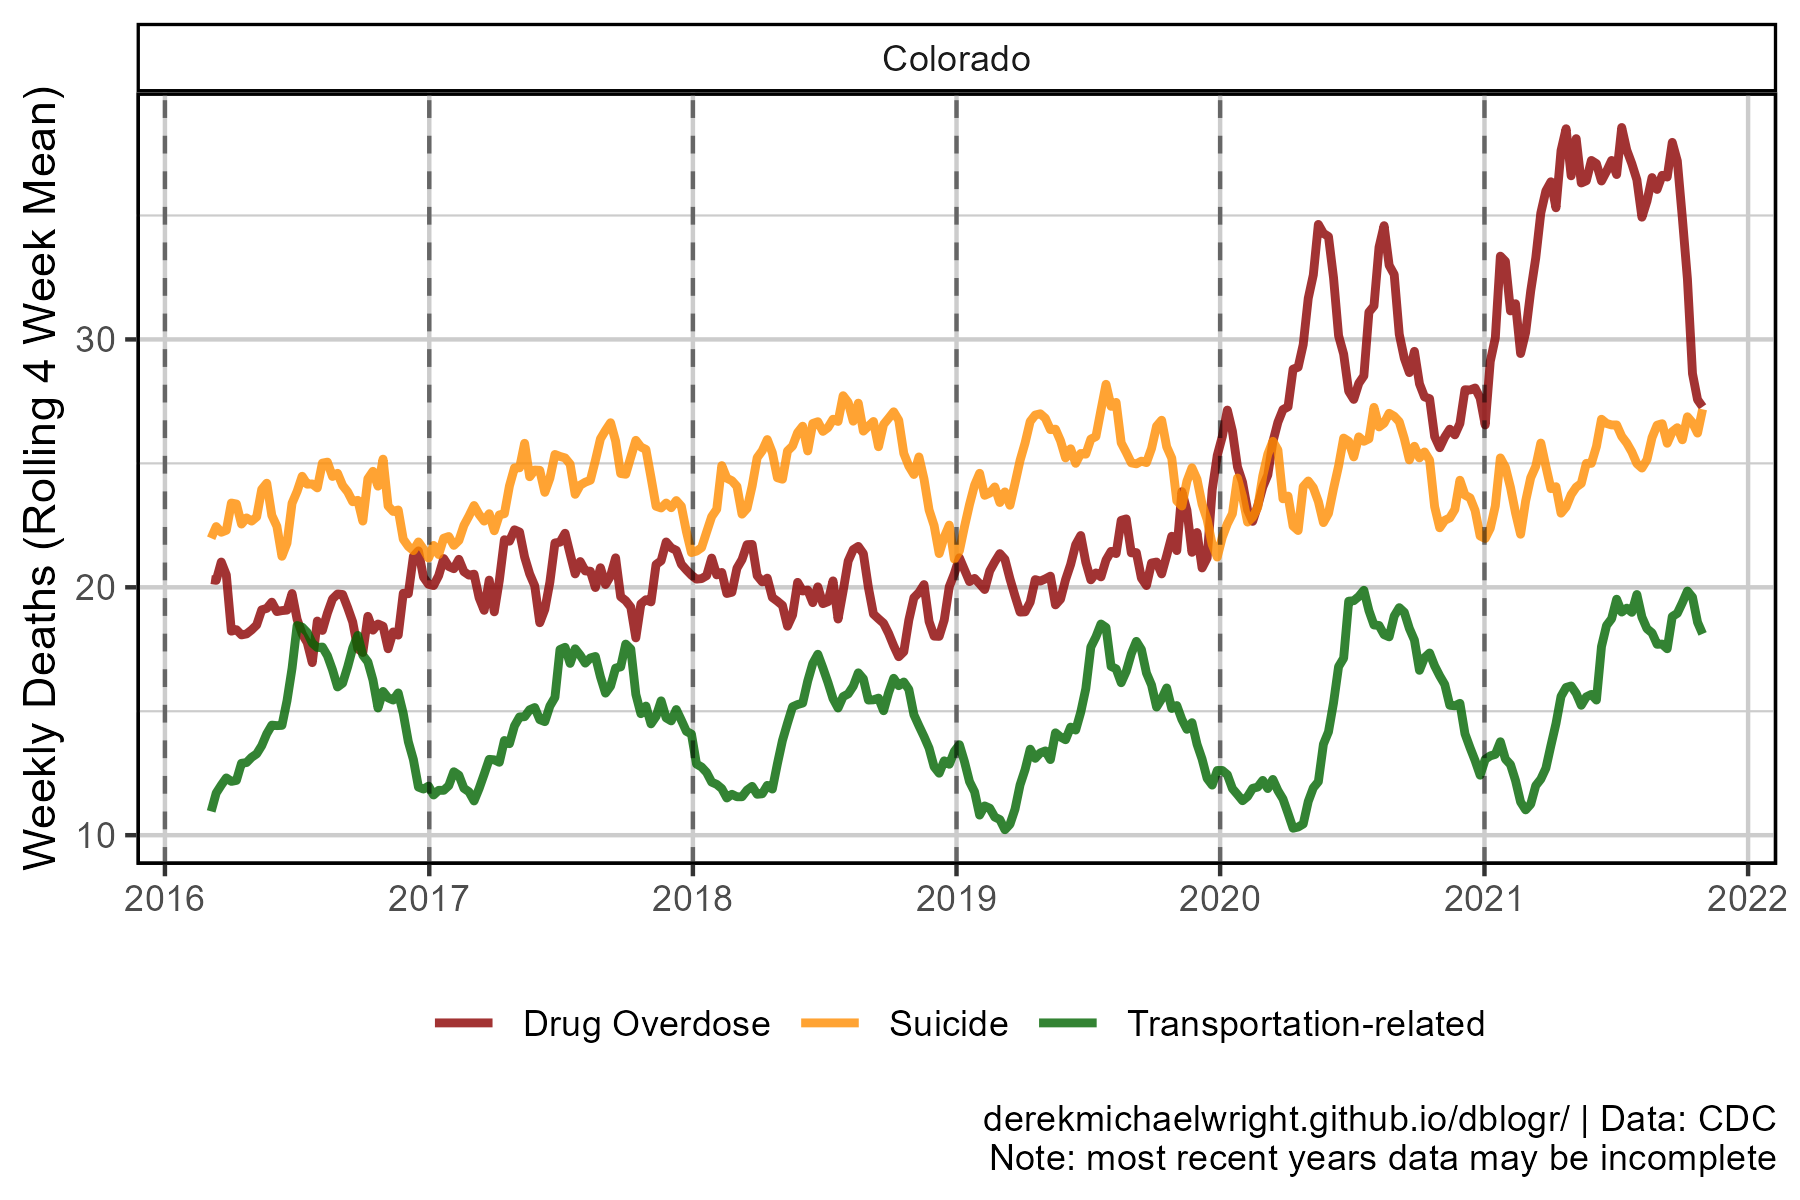 Colorado
Weekly Deaths (Rolling 4 Week Mean)
30
20
10
2016 2017 2018 2019 2020 2021 2022
Drug Overdose Suicide Transportation-related
derekmichaelwright.github.io/dblogr/ | Data: CDC
Note: most recent years data may be incomplete